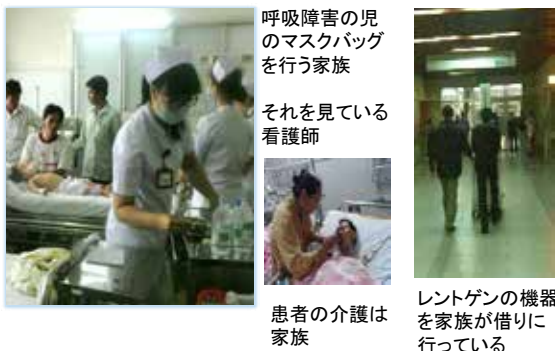 呼吸障害の児
のマスクバッグ
を行う家族
それを見ている
看護師
患者の介護は
家族
レントゲンの機器
を家族が借りに
行っている